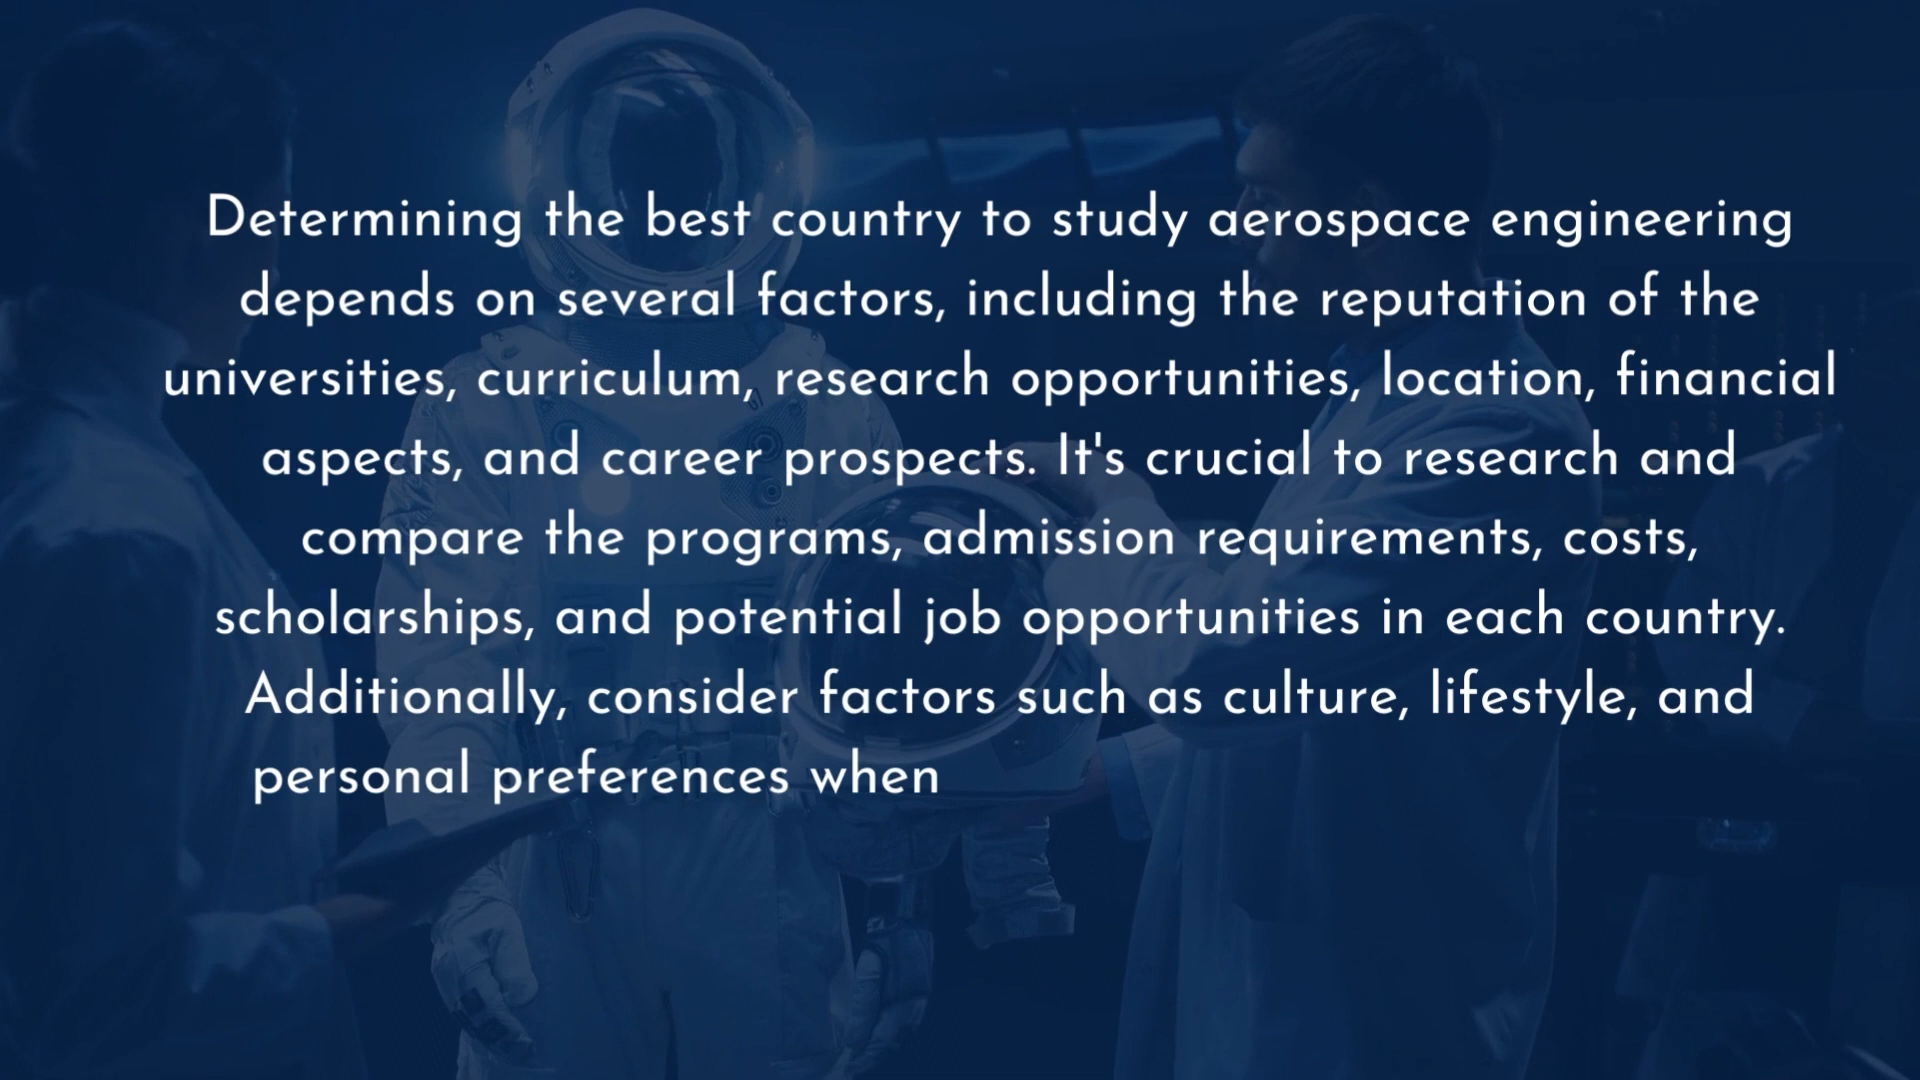 Determining the best country to study aerospace engineering
depends on several factors, including the reputation of the
universities, curriculum, research opportunities, location, financial
aspects, and career prospects. It's crucial to research and
compare the programs, admission requirements, costs,
scholarships, and potential job opportunities in each country.
Additionally, consider factors such as culture, lifestyle, and
personal preferences when